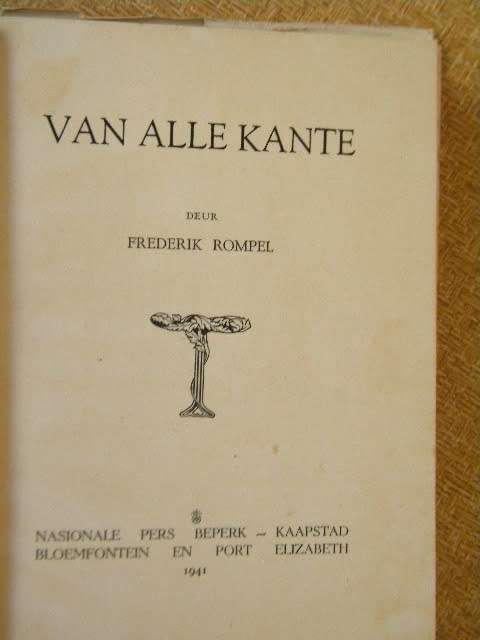 VAN ALLE KANTE
DEUR
FREDERIK ROMPEL
NASIONALE PERS BEPERK – KAAPSTAD
BLOEMFONTEIN EN PORT ELIZABETH
1941